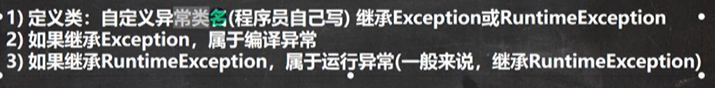 1) 定义类：自定义异常类名(程序员自己写) 继承Exception或RuntimeException
2) 如果继承Exception，属于编译异常
3) 如果继承RuntimeException，属于运行异常(一般来说，继承RuntimeException)